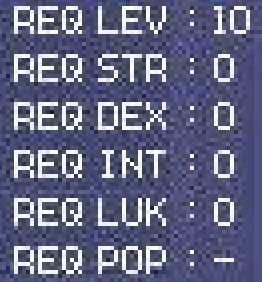 REQ LEV : 10
REQ STR : 0
REQ DEX : 0
REQ INT : 0
REQ LUK : 0
REQ POP : -